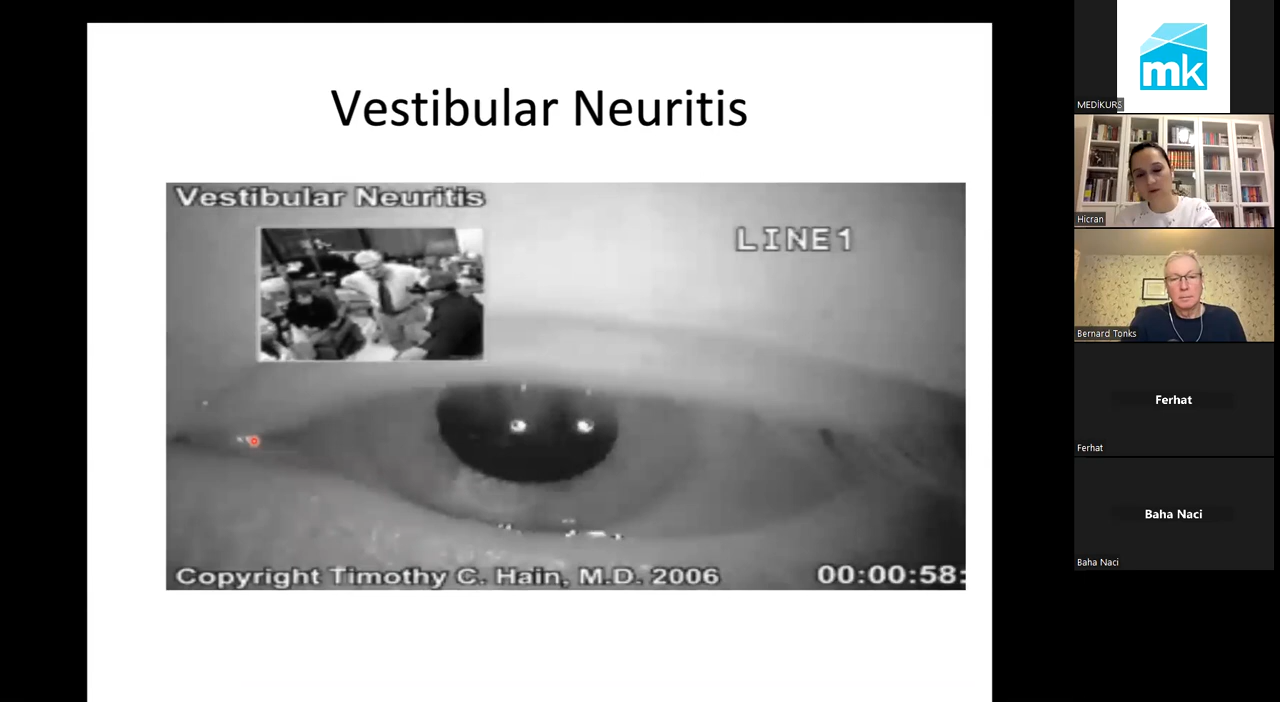 Vestibular Neuritis
Vestibular Neuritis
LINE1
Copyright Timothy C. Hain, M.D. 2006
00:00:58:
mk
MEDİKURS
Hicran
Bernard Tonks
Ferhat
Ferhat
Baha Naci
Baha Naci